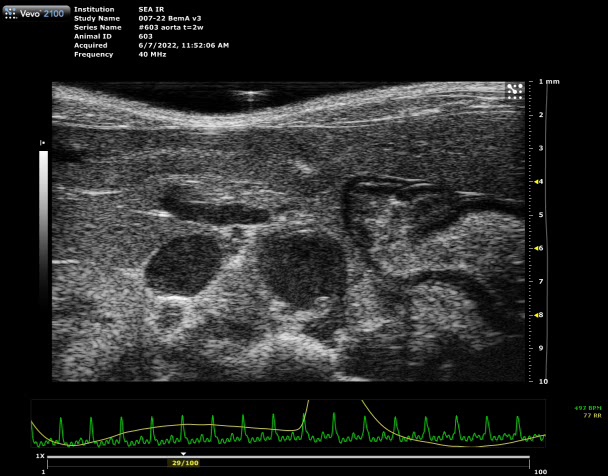 Vevo 2100
Institution SEA IR
Study Name 007-22 BemA v3
Series Name #603 aorta t=2w
Animal ID 603
Acquired 6/7/2022, 11:52:06 AM
Frequency 40 MHz
1 mm
2
3
4
5
6
7
8
9
10
492 BPM
77 RR
1X
29/100
1
100